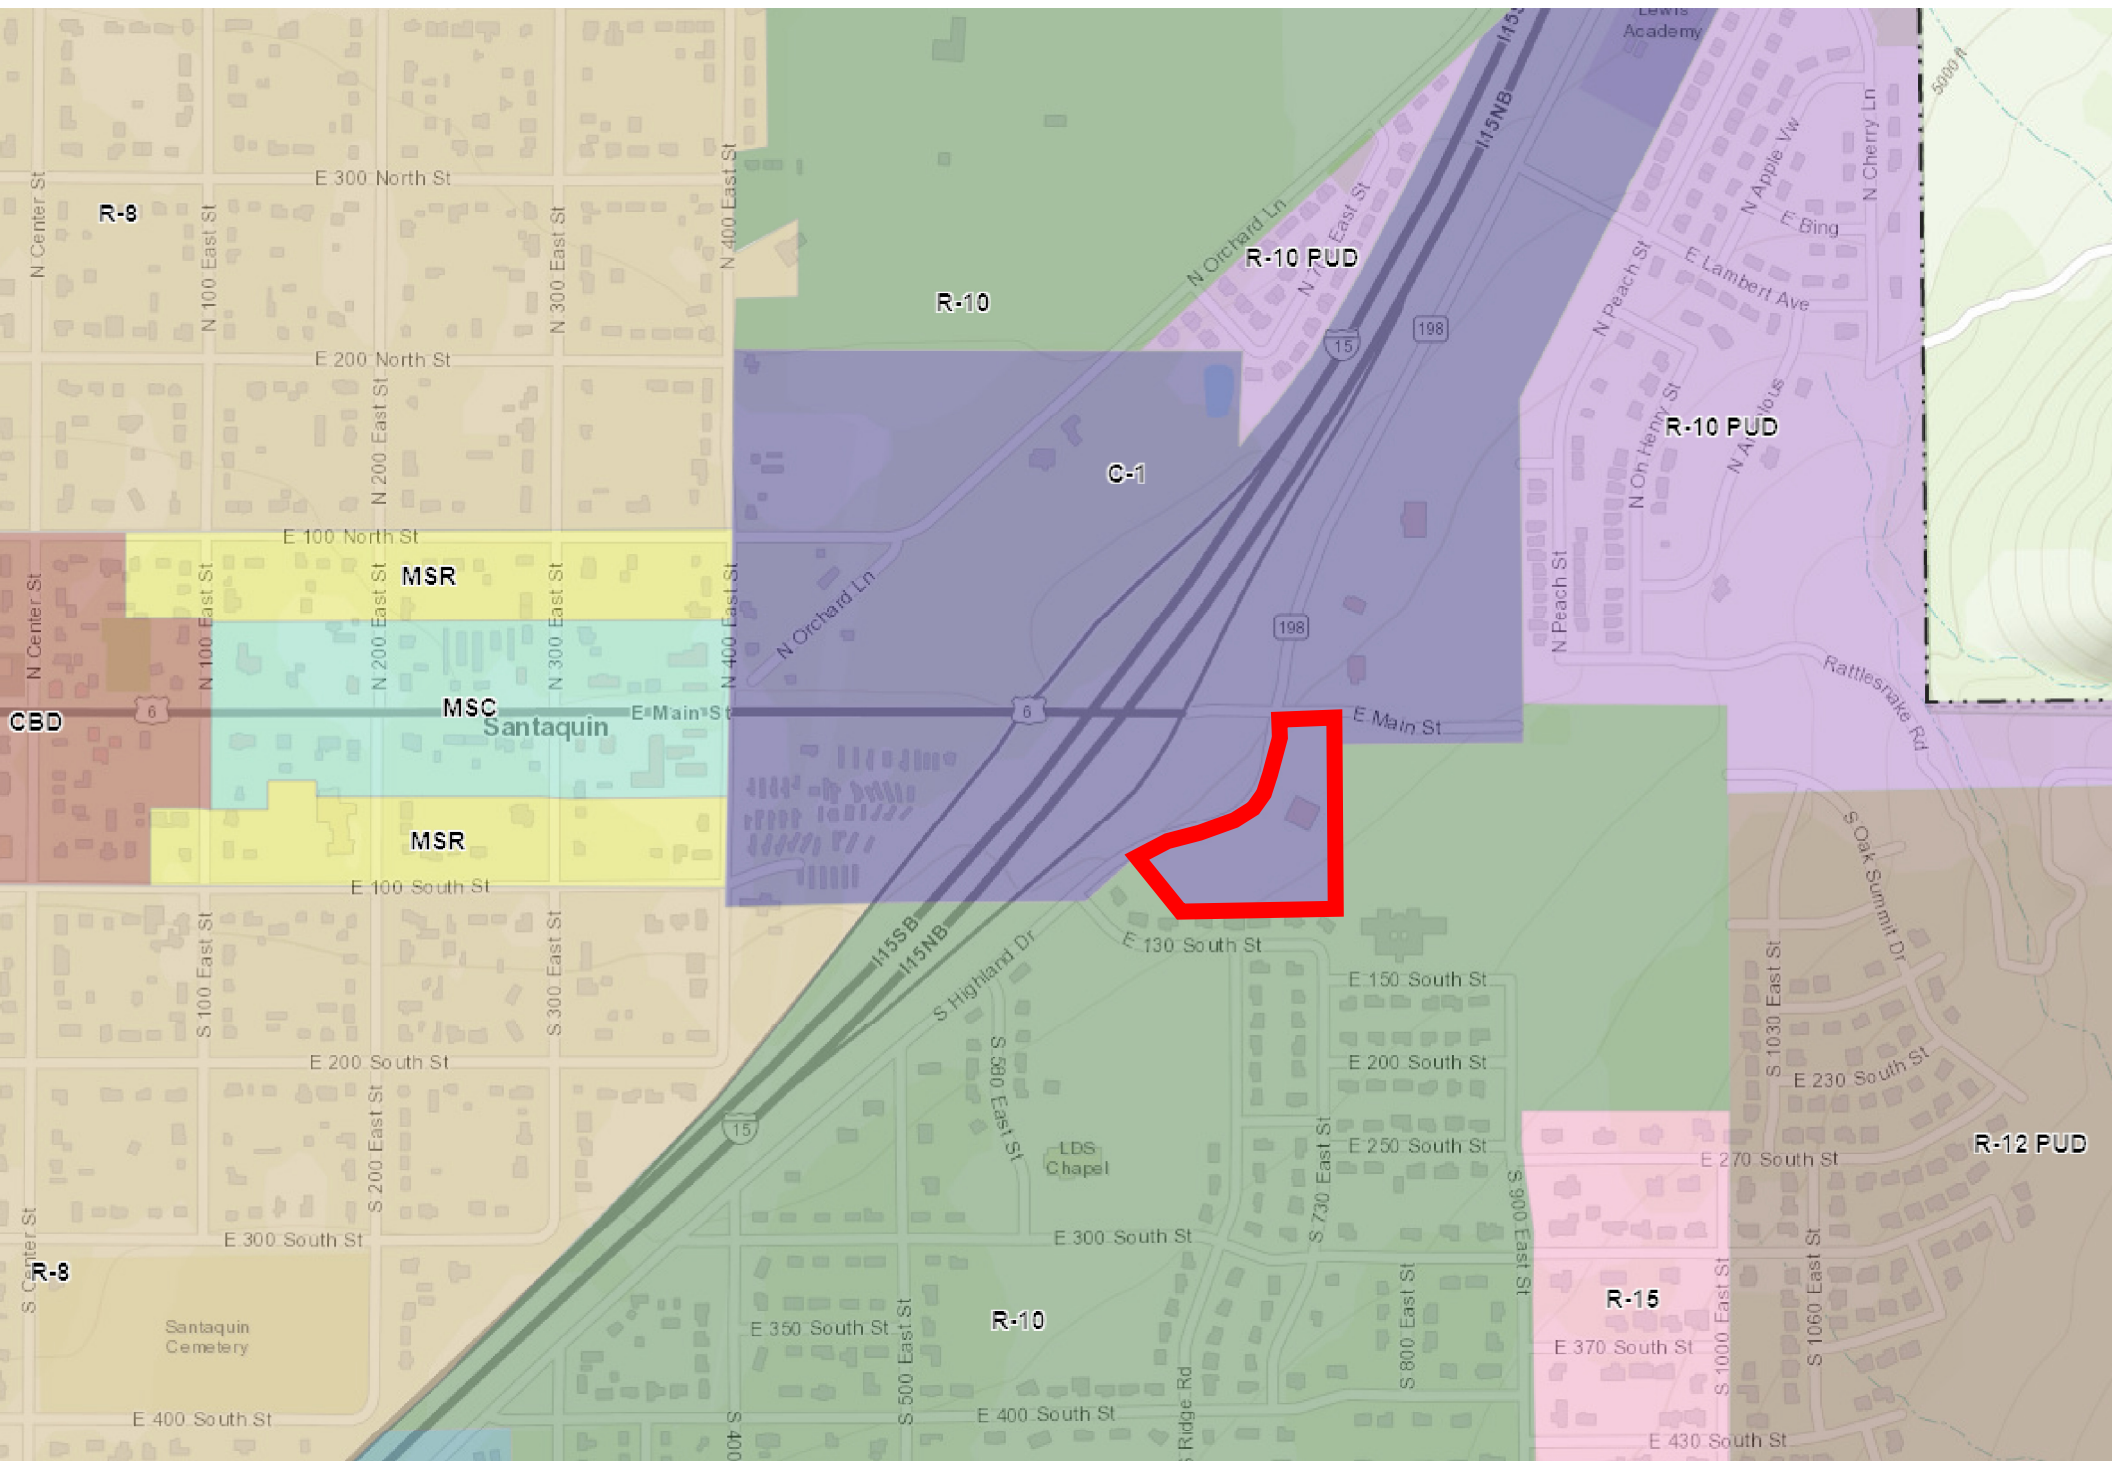 Lewis
Academy
I15S
I15NB
5000 ft
N 400 East St
E 300 North St
N Center St
R-8
N 100 East St
N 300 East St
N Orchard Ln
R-10 PUD
N Apple Vw
N Cherry Ln
E Bing
N Peach St
E Lambert Ave
R-10
198
15
E 200 North St
N 200 East St
C-1
N Oh Henry St
R-10 PUD
E 100 North St
MSR
N Center St
N 100 East St
N 200 East St
N 300 East St
N 400 East St
N Orchard Ln
198
N Peach St
Rattlesnake Rd
CBD
6
MSC
Santaquin
E Main St
6
E Main St
MSR
E 100 South St
S Oak Summit Dr
I15SB
I15NB
S Highland Dr
E 130 South St
E 150 South St
S 100 East St
S 300 East St
S 1030 East St
E 200 South St
S 200 East St
S 580 East St
E 200 South St
E 230 South St
15
LDS
Chapel
S 730 East St
E 250 South St
E 270 South St
R-12 PUD
S 900 East St
E 300 South St
E 300 South St
S Center St
R-8
S 1000 East St
S 1060 East St
R-15
Santaquin
Cemetery
E 350 South St
S 500 East St
R-10
S 800 East St
E 370 South St
S Ridge Rd
E 400 South St
S 400
E 400 South St
E 430 South St